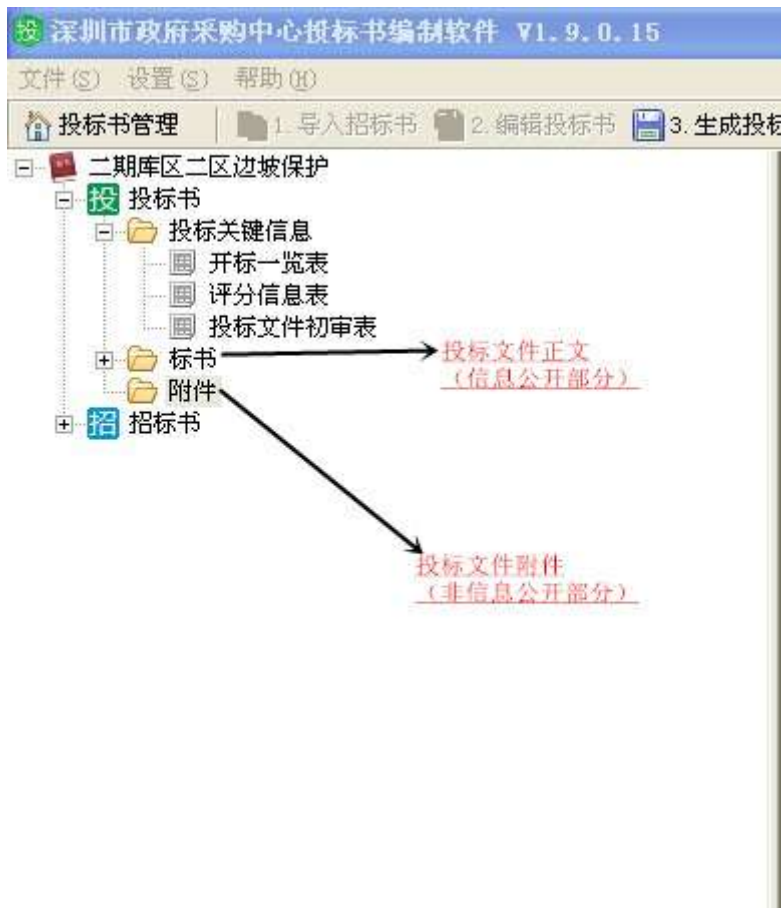 投 深圳市政府采购中心投标书编制软件 V1.9.0.15
文件(S) 设置(S) 帮助(H)
投标书管理 1.导入招标书 2.编辑投标书 3.生成投标
二期库区二区边坡保护
投 投标书
投标关键信息
开标一览表
评分信息表
投标文件初审表
标书
投标文件正文
（信息公开部分）
附件
招 招标书
投标文件附件
（非信息公开部分）